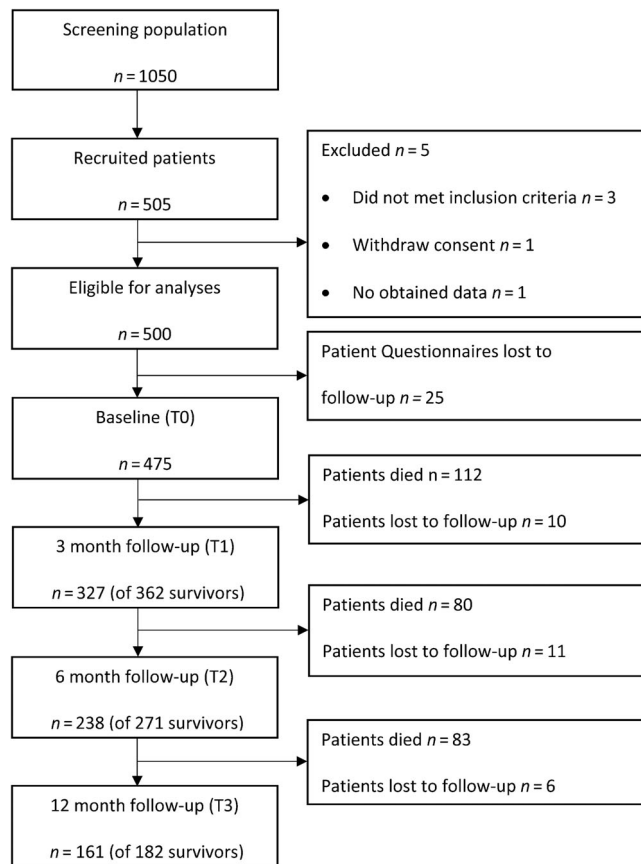 Screening population
n = 1050
Recruited patients
n = 505
Excluded n = 5
• Did not met inclusion criteria n = 3
• Withdraw consent n = 1
• No obtained data n = 1
Eligible for analyses
n = 500
Patient Questionnaires lost to
follow-up n = 25
Baseline (T0)
n = 475
Patients died n = 112
Patients lost to follow-up n = 10
3 month follow-up (T1)
n = 327 (of 362 survivors)
Patients died n = 80
Patients lost to follow-up n = 11
6 month follow-up (T2)
n = 238 (of 271 survivors)
Patients died n = 83
Patients lost to follow-up n = 6
12 month follow-up (T3)
n = 161 (of 182 survivors)